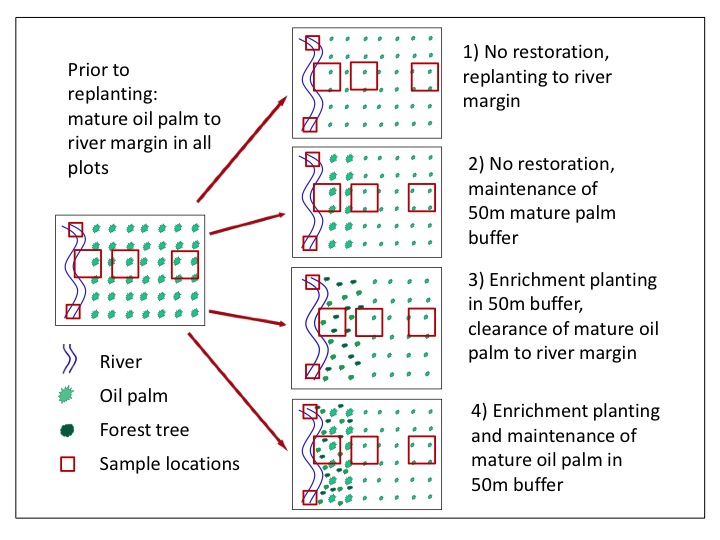 Prior to
replanting:
mature oil palm to
river margin in all
plots
River
Oil palm
Forest tree
Sample locations
1) No restoration,
replanting to river
margin
2) No restoration,
maintenance of
50m mature palm
buffer
3) Enrichment planting
in 50m buffer,
clearance of mature oil
palm to river margin
4) Enrichment planting
and maintenance of
mature oil palm in
50m buffer